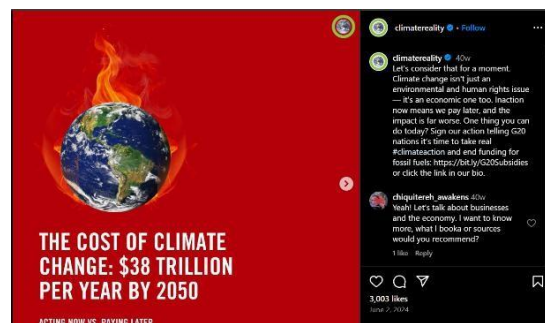 THE COST OF CLIMATE
CHANGE: $38 TRILLION
PER YEAR BY 2050
ACTING NOW VS. PAYING LATER
climatereality • Follow
climatereality 40w
Let's consider that for a moment.
Climate change isn't just an
environmental and human rights issue
— it's an economic one too. Inaction
now means we pay later, and the
impact is far worse. One thing you can
do today? Sign our action telling G20
nations it's time to take real
#climateaction and end funding for
fossil fuels: https://bit.ly/G20Subsidies
or click the link in our bio.
chiquitereh_awakens 40w
Yeah! Let's talk about businesses
and the economy. I want to know
more, what I booka or sources
would you recommend?
1 like Reply
3,003 likes
June 2, 2024